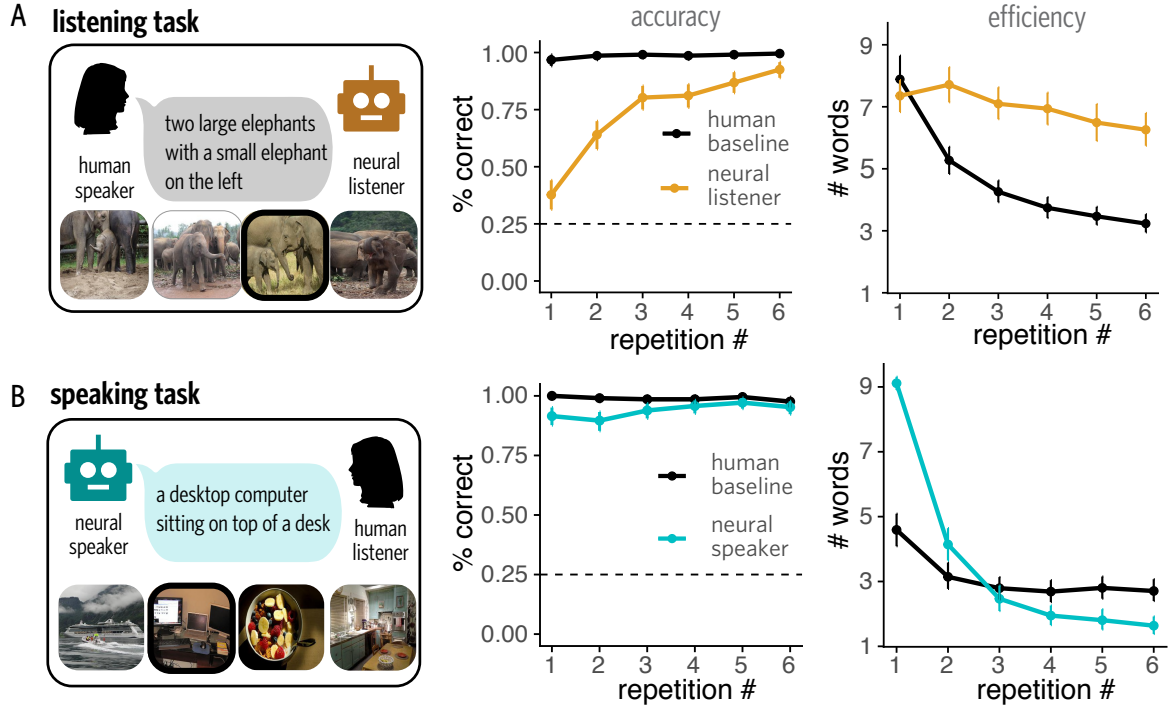 A listening task
two large elephants
with a small elephant
on the left
human
speaker
neural
listener
accuracy
% correct
1.00
0.75
0.50
0.25
0.00
human
baseline
neural
listener
1 2 3 4 5 6
repetition #
efficiency
# words
9
7
5
3
1
1 2 3 4 5 6
repetition #
B speaking task
a desktop computer
sitting on top of a desk
neural
speaker
human
listener
% correct
1.00
0.75
0.50
0.25
0.00
human
baseline
neural
speaker
1 2 3 4 5 6
repetition #
# words
9
7
5
3
1
1 2 3 4 5 6
repetition #